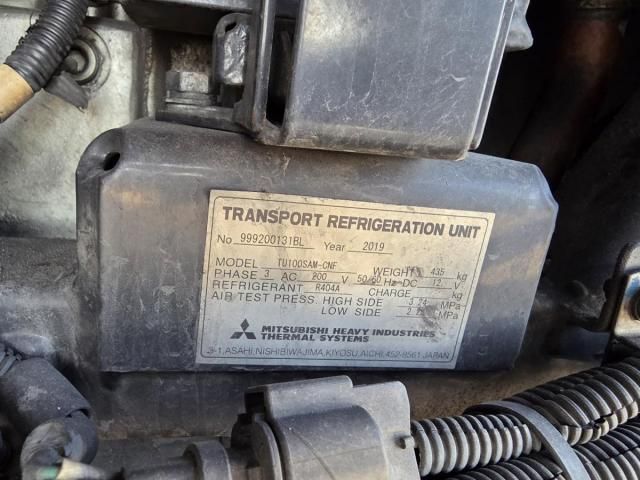 TRANSPORT REFRIGERATION UNIT
No. 999200131BL Year 2019
MODEL TU100SAM-CNF WEIGHT 435 kg
PHASE 3 AC 200 V 50/60 Hz DC 12 V
REFRIGERANT R404A CHARGE kg
AIR TEST PRESS. HIGH SIDE 3.24 MPa
LOW SIDE MPa
MITSUBISHI HEAVY INDUSTRIES
THERMAL SYSTEMS
3-1, ASAHI, NISHIBIWAJIMA, KIYOSU, AICHI, 452-8561, JAPAN